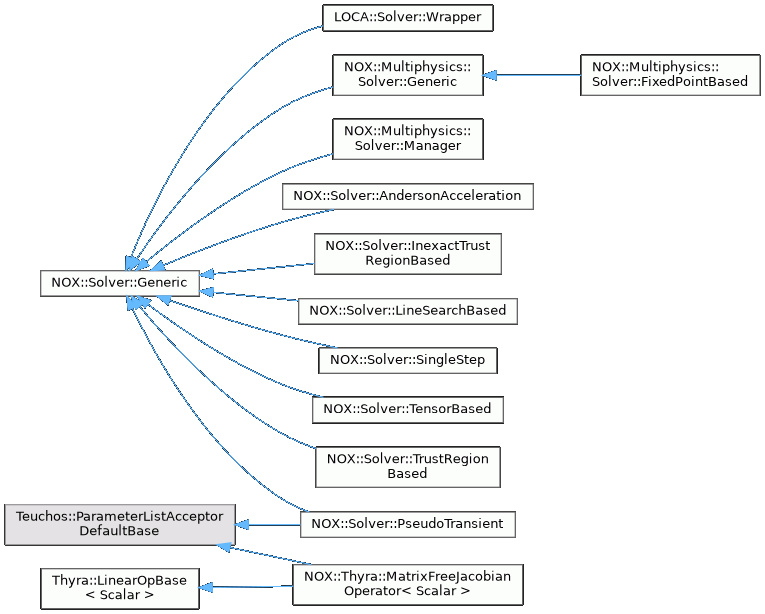 LOCA::Solver::Wrapper
NOX::Multiphysics::
Solver::Generic
NOX::Multiphysics::
Solver::FixedPointBased
NOX::Multiphysics::
Solver::Manager
NOX::Solver::AndersonAcceleration
NOX::Solver::InexactTrust
RegionBased
NOX::Solver::Generic
NOX::Solver::LineSearchBased
NOX::Solver::SingleStep
NOX::Solver::TensorBased
NOX::Solver::TrustRegion
Based
Teuchos::ParameterListAcceptor
DefaultBase
NOX::Solver::PseudoTransient
Thyra::LinearOpBase
< Scalar >
NOX::Thyra::MatrixFreeJacobian
Operator< Scalar >